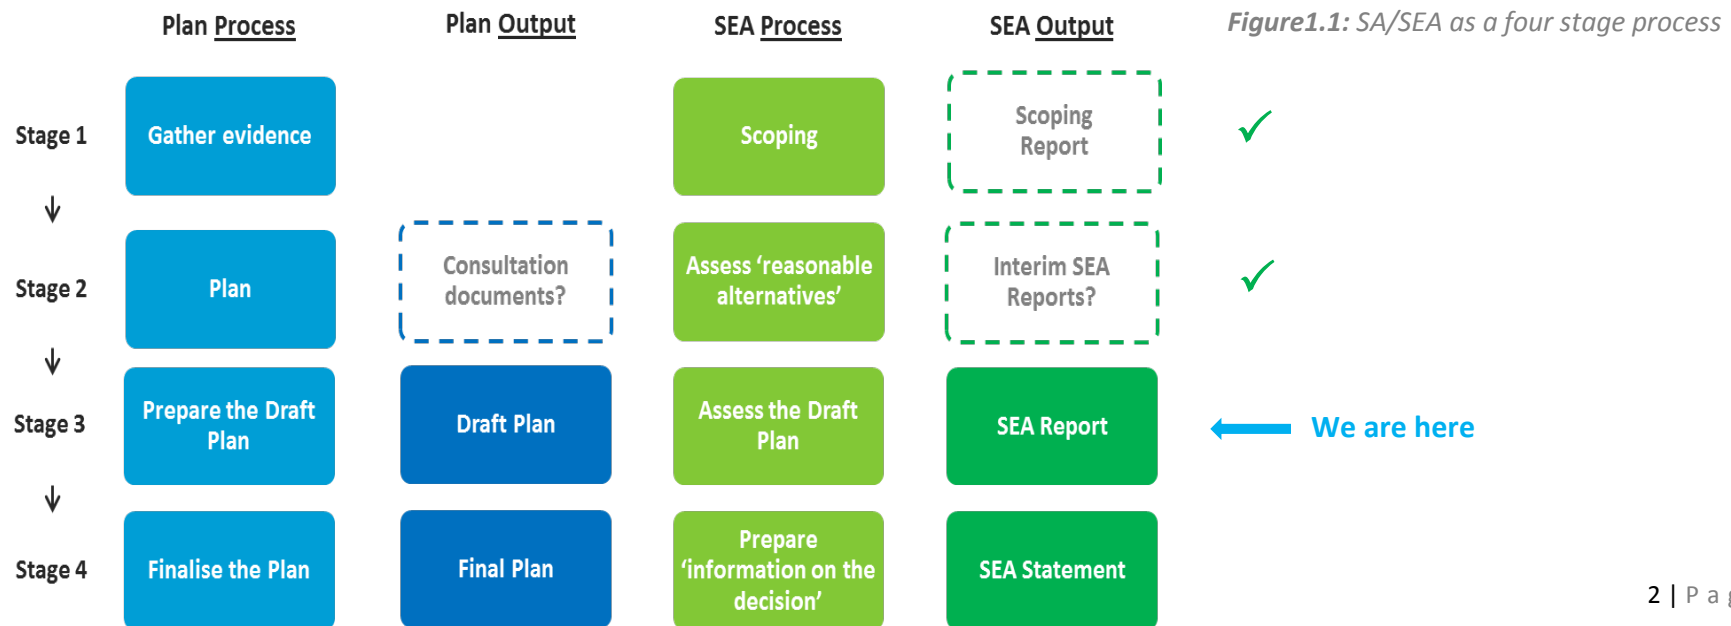 Plan Process
Plan Output
SEA Process
SEA Output
Figure1.1: SA/SEA as a four stage process
Stage 1
Gather evidence
Scoping
Scoping
Report
Stage 2
Plan
Consultation
documents?
Assess ‘reasonable
alternatives’
Interim SEA
Reports?
Stage 3
Prepare the Draft
Plan
Draft Plan
Assess the Draft
Plan
SEA Report
We are here
Stage 4
Finalise the Plan
Final Plan
Prepare
‘information on the
decision’
SEA Statement
2 | P a g